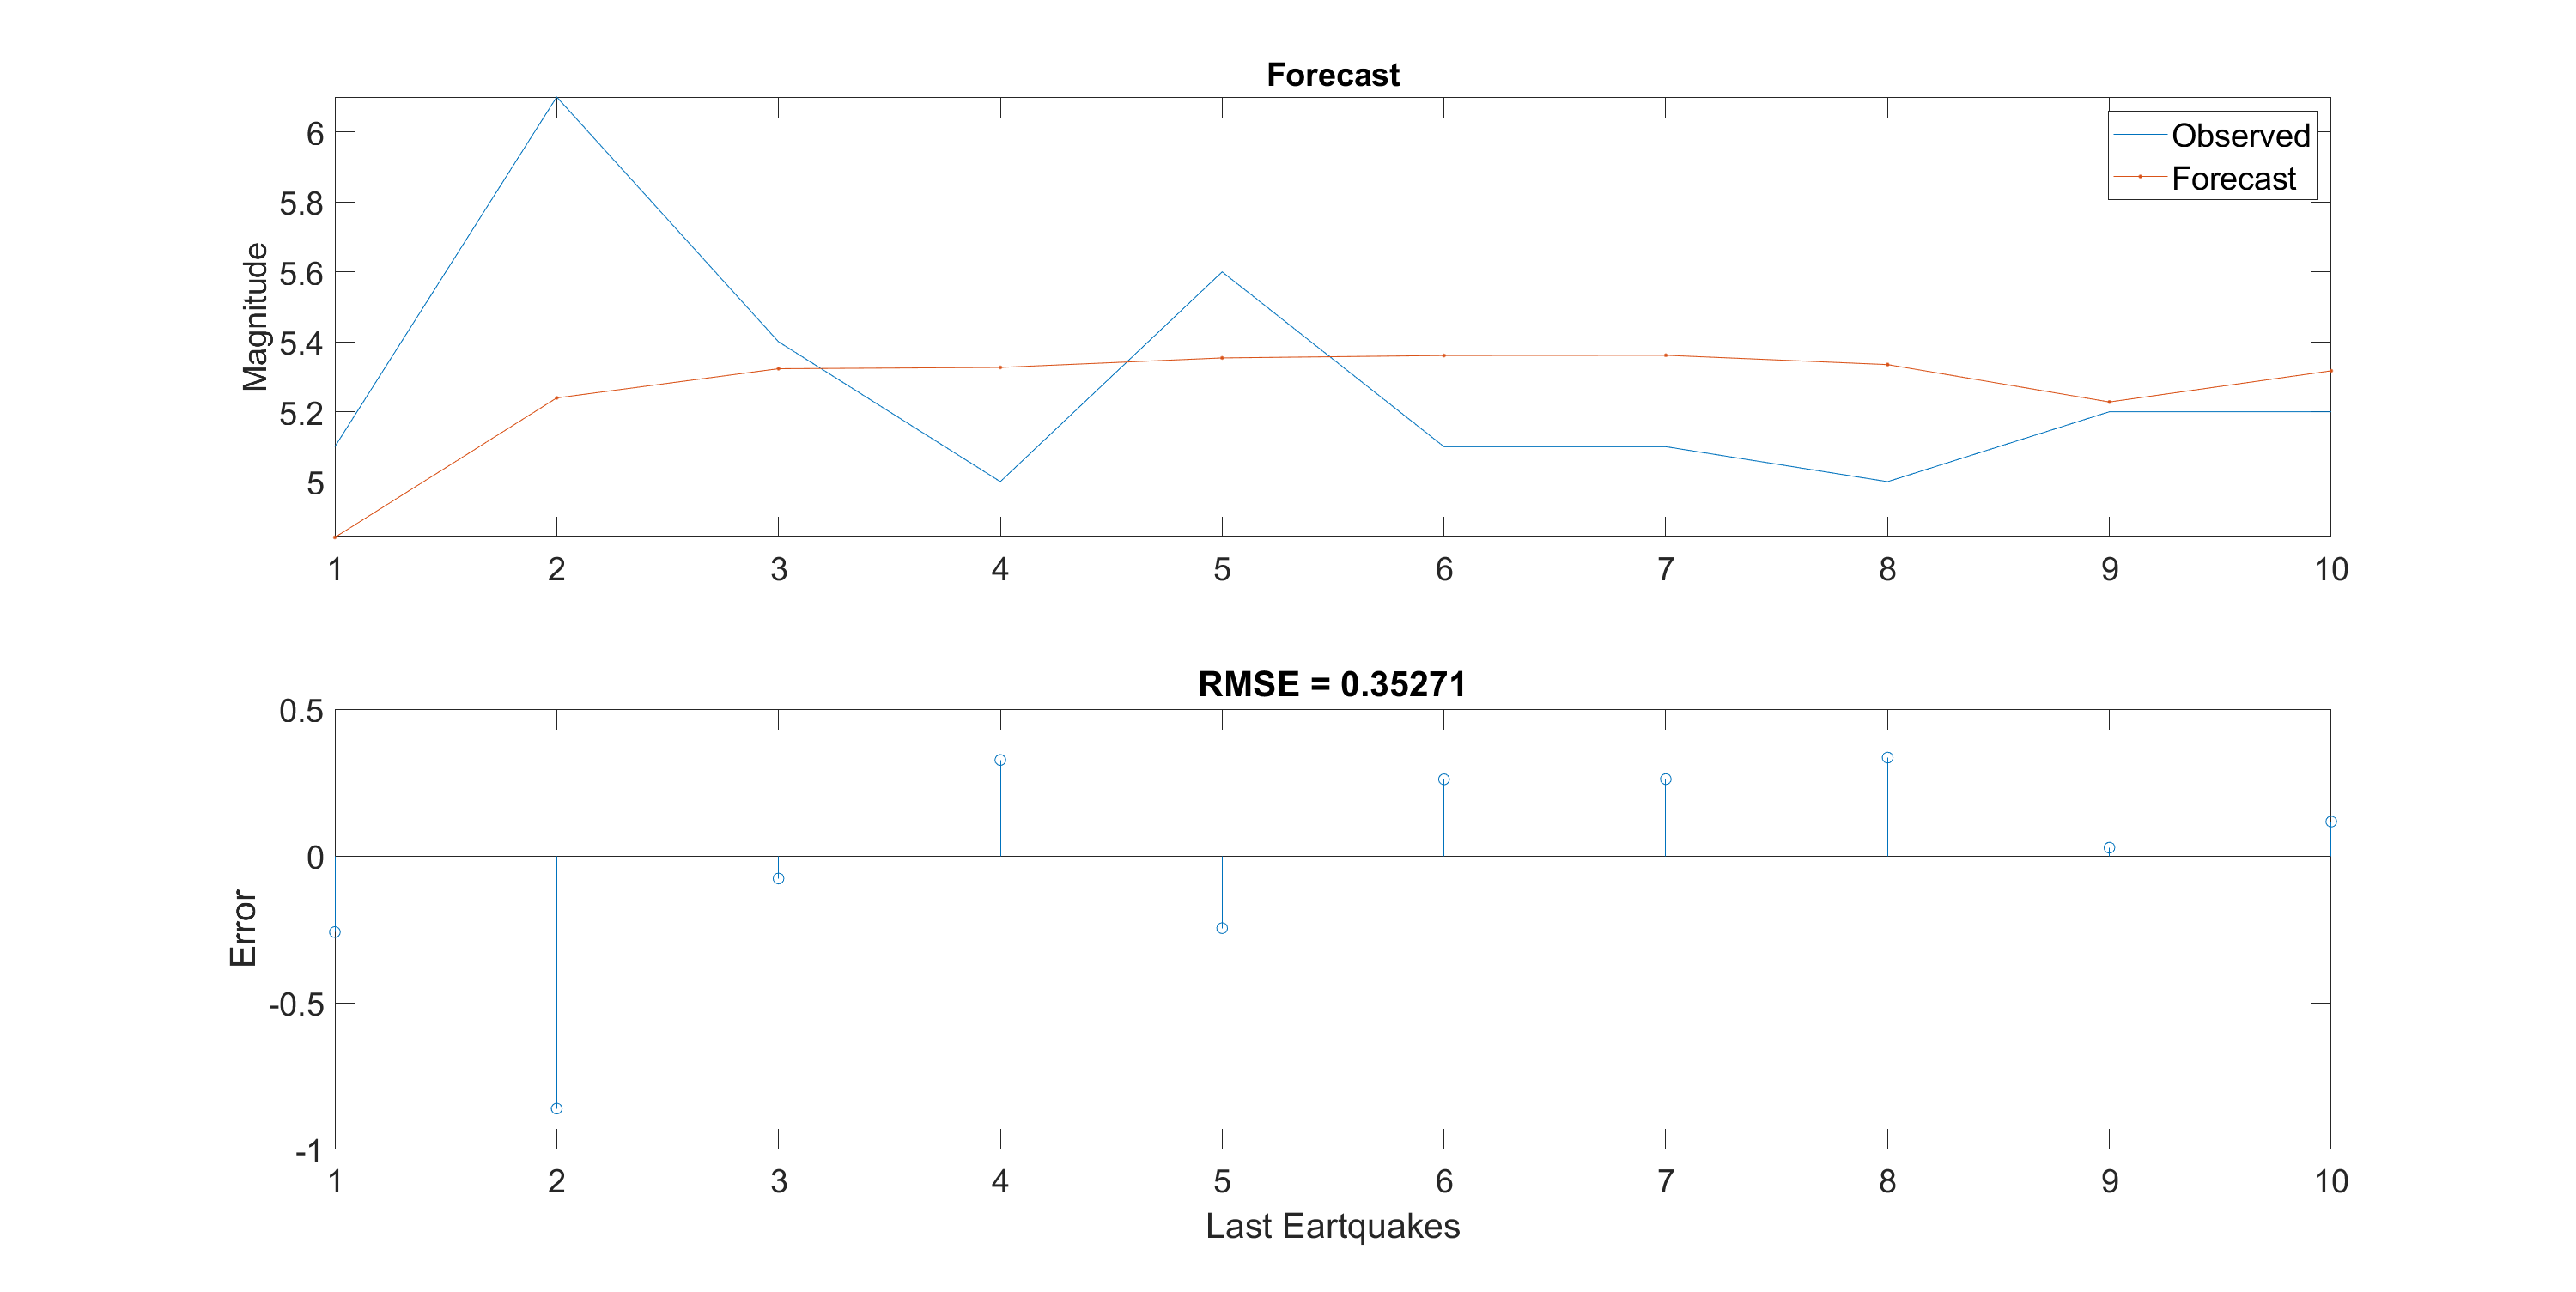 Forecast
Magnitude
6
5.8
5.6
5.4
5.2
5
Observed
Forecast
1 2 3 4 5 6 7 8 9 10
RMSE = 0.35271
Error
0.5
0
-0.5
-1
1 2 3 4 5 6 7 8 9 10
Last Eartquakes